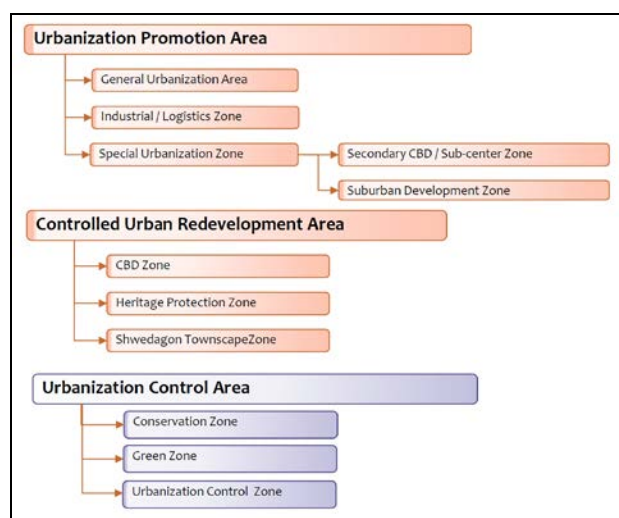 Urbanization Promotion Area
General Urbanization Area
Industrial / Logistics Zone
Special Urbanization Zone
Secondary CBD / Sub-center Zone
Suburban Development Zone
Controlled Urban Redevelopment Area
CBD Zone
Heritage Protection Zone
Shwedagon TownscapeZone
Urbanization Control Area
Conservation Zone
Green Zone
Urbanization Control Zone